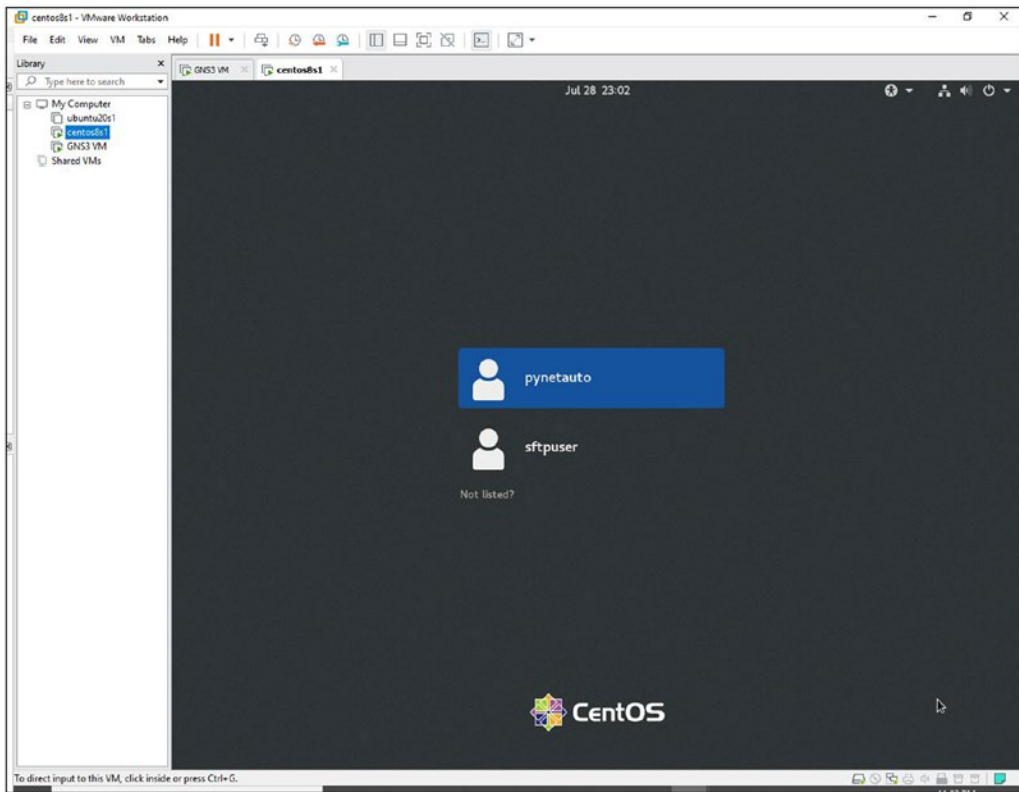 centos8s1 - VMware Workstation
File Edit View VM Tabs Help
Library
Type here to search
My Computer
ubuntu20s1
centos8s1
GNS3 VM
Shared VMs
GNS3 VM
centos8s1
Jul 28 23:02
pynetauto
sftpuser
Not listed?
CentOS
To direct input to this VM, click inside or press Ctrl+G.